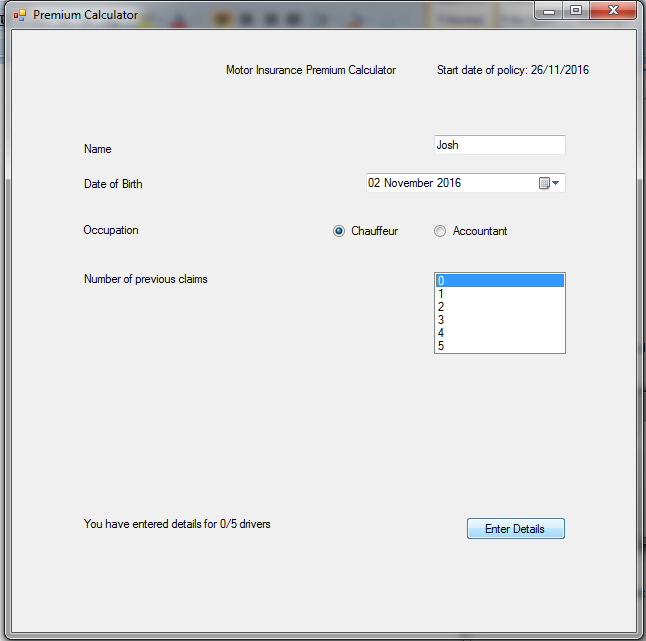 Premium Calculator
Motor Insurance Premium Calculator Start date of policy: 26/11/2016
Name Josh
Date of Birth 02 November 2016
Occupation Chauffeur Accountant
Number of previous claims 0
1
2
3
4
5
You have entered details for 0/5 drivers Enter Details